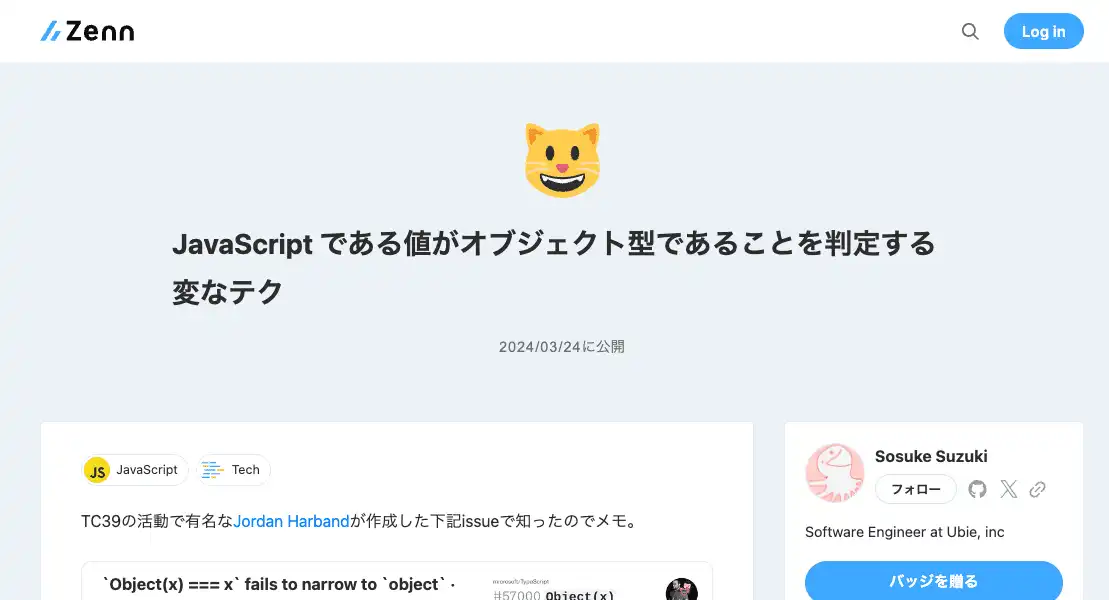 Zenn
Log in
JavaScript である値がオブジェクト型であることを判定する
変なテク
2024/03/24に公開
JS JavaScript
Tech
TC39の活動で有名なJordan Harbandが作成した下記issueで知ったのでメモ。
`Object(x) === x` fails to narrow to `object` ·
microsoft/TypeScript
#57000 Object(x)
Sosuke Suzuki
フォロー
Software Engineer at Ubie, inc
バッジを贈る